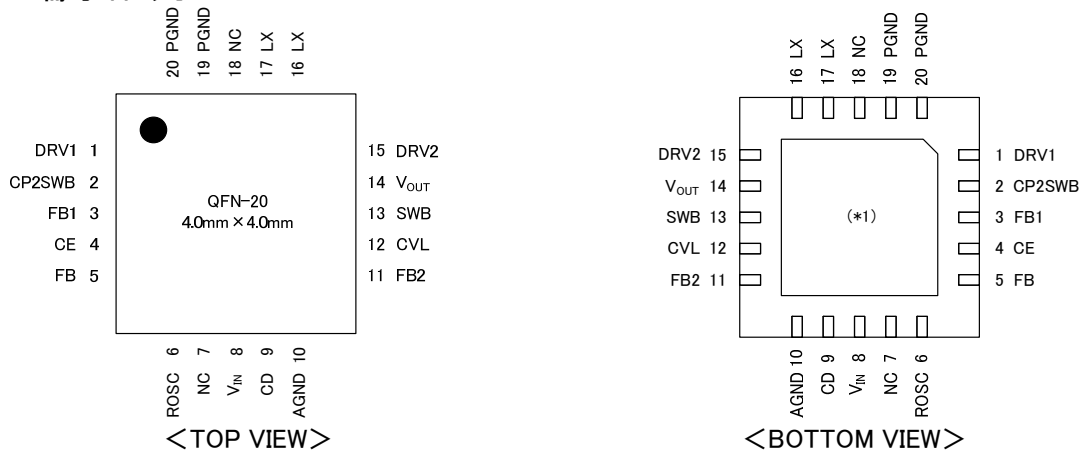 20 PGND
19 PGND
18 NC
17 LX
16 LX
DRV1 1
CP2SWB 2
FB1 3
CE 4
FB 5
QFN-20
4.0mm×4.0mm
15 DRV2
14 VOUT
13 SWB
12 CVL
11 FB2
ROSC 6
NC 7
VIN 8
CD 9
AGND 10
<TOP VIEW>
16 LX
17 LX
18 NC
19 PGND
20 PGND
DRV2 15
VOUT 14
SWB 13
CVL 12
FB2 11
(*1)
1 DRV1
2 CP2SWB
3 FB1
4 CE
5 FB
AGND 10
CD 9
VIN 8
NC 7
ROSC 6
<BOTTOM VIEW>